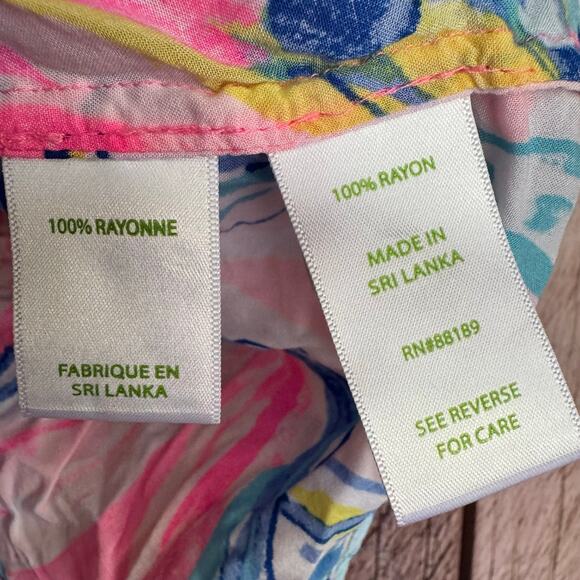 100% RAYONNE
FABRIQUE EN
SRI LANKA
100% RAYON
MADE IN
SRI LANKA
RN#88189
SEE REVERSE
FOR CARE